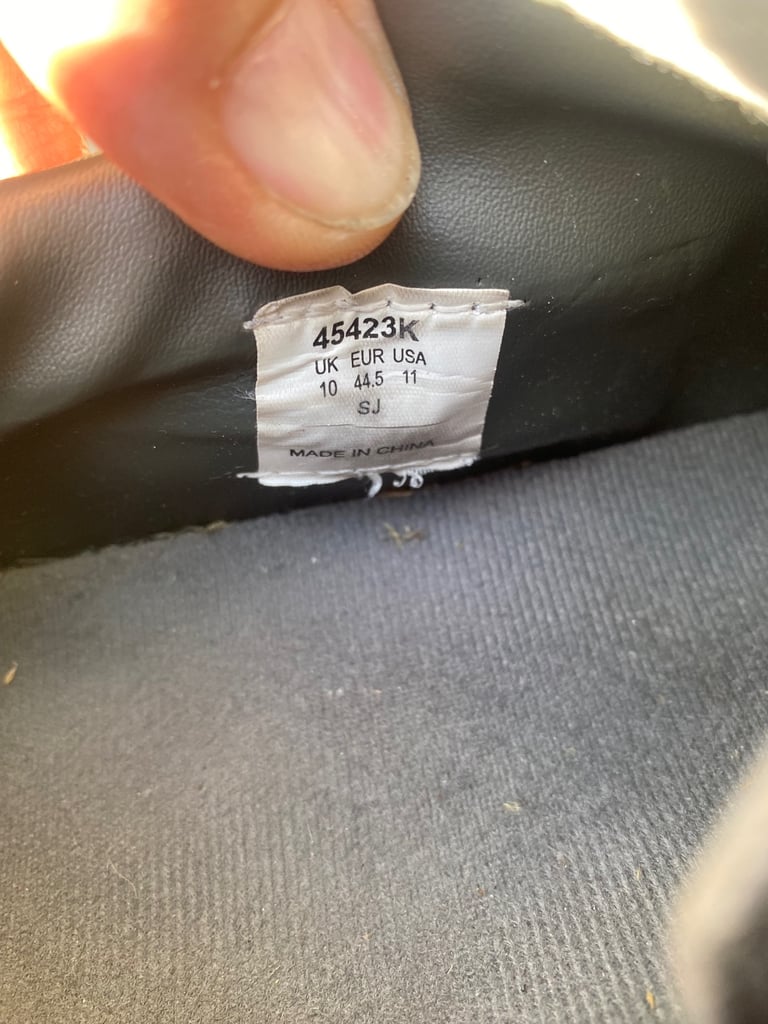 45423K
UK EUR USA
10 44.5 11
SJ
MADE IN CHINA